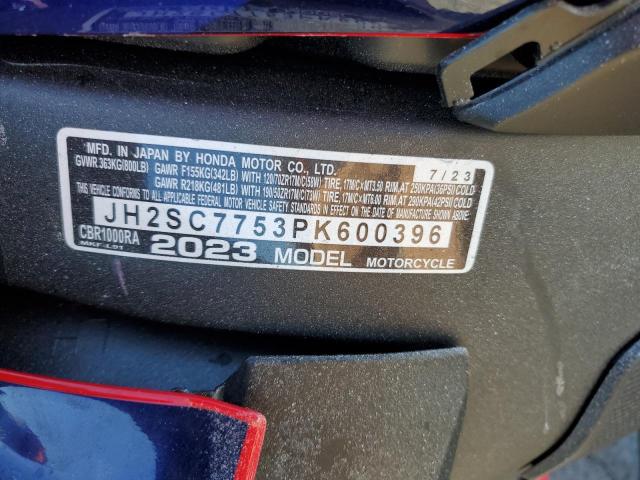 MFD. IN JAPAN BY HONDA MOTOR CO., LTD. 7/23
GVWR.363KG(800LB) GAWR F155KG(342LB) WITH 120/70ZR17M/C(58W) TIRE, 17M/C×MT3.50 RIM, AT 250KPA(36PSI)COLD
GAWR R218KG(481LB) WITH 190/50ZR17M/C(73W) TIRE, 17M/C×MT6.00 RIM, AT 290KPA(42PSI)COLD
THIS VEHICLE CONFORMS TO ALL APPLICABLE FEDERAL MOTOR VEHICLE SAFETY STANDARDS IN EFFECT ON THE DATE OF MANUFACTURE SHOWN ABOVE.
JH2SC7753PK600396
CBR1000RA
MKF-L91 2023 MODEL MOTORCYCLE